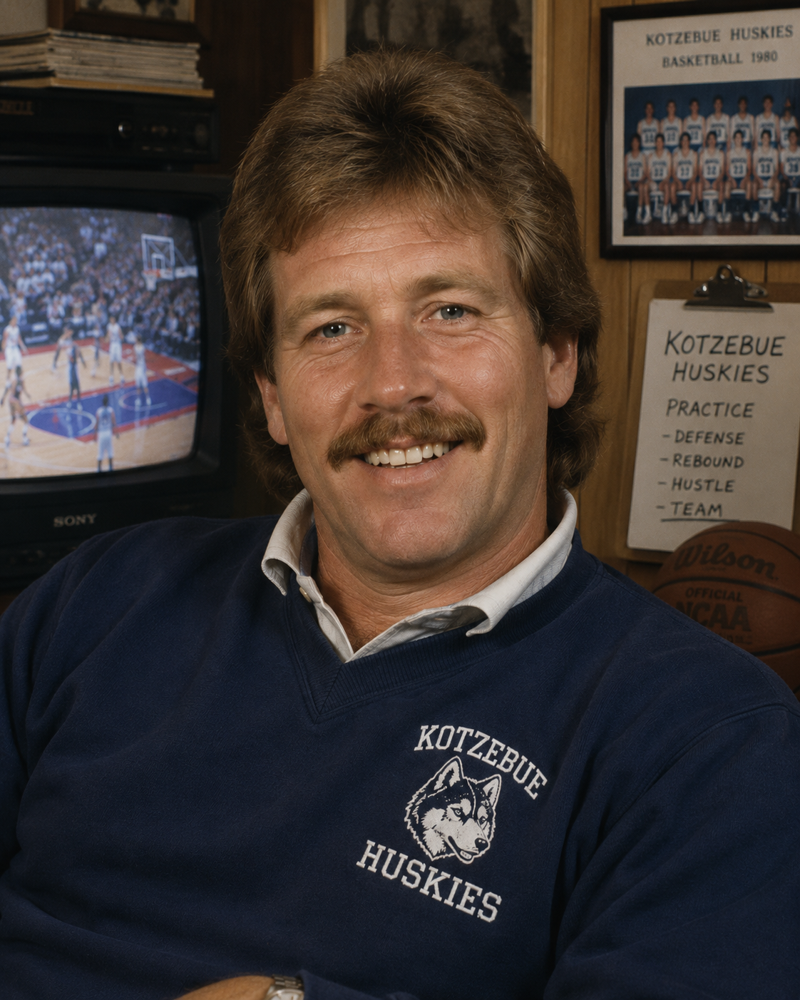 KOTZEBUE HUSKIES
BASKETBALL 1980
KOTZEBUE
HUSKIES
PRACTICE
- DEFENSE
- REBOUND
- HUSTLE
- TEAM
SONY
Wilson
OFFICIAL
NCAA
KOTZEBUE
HUSKIES